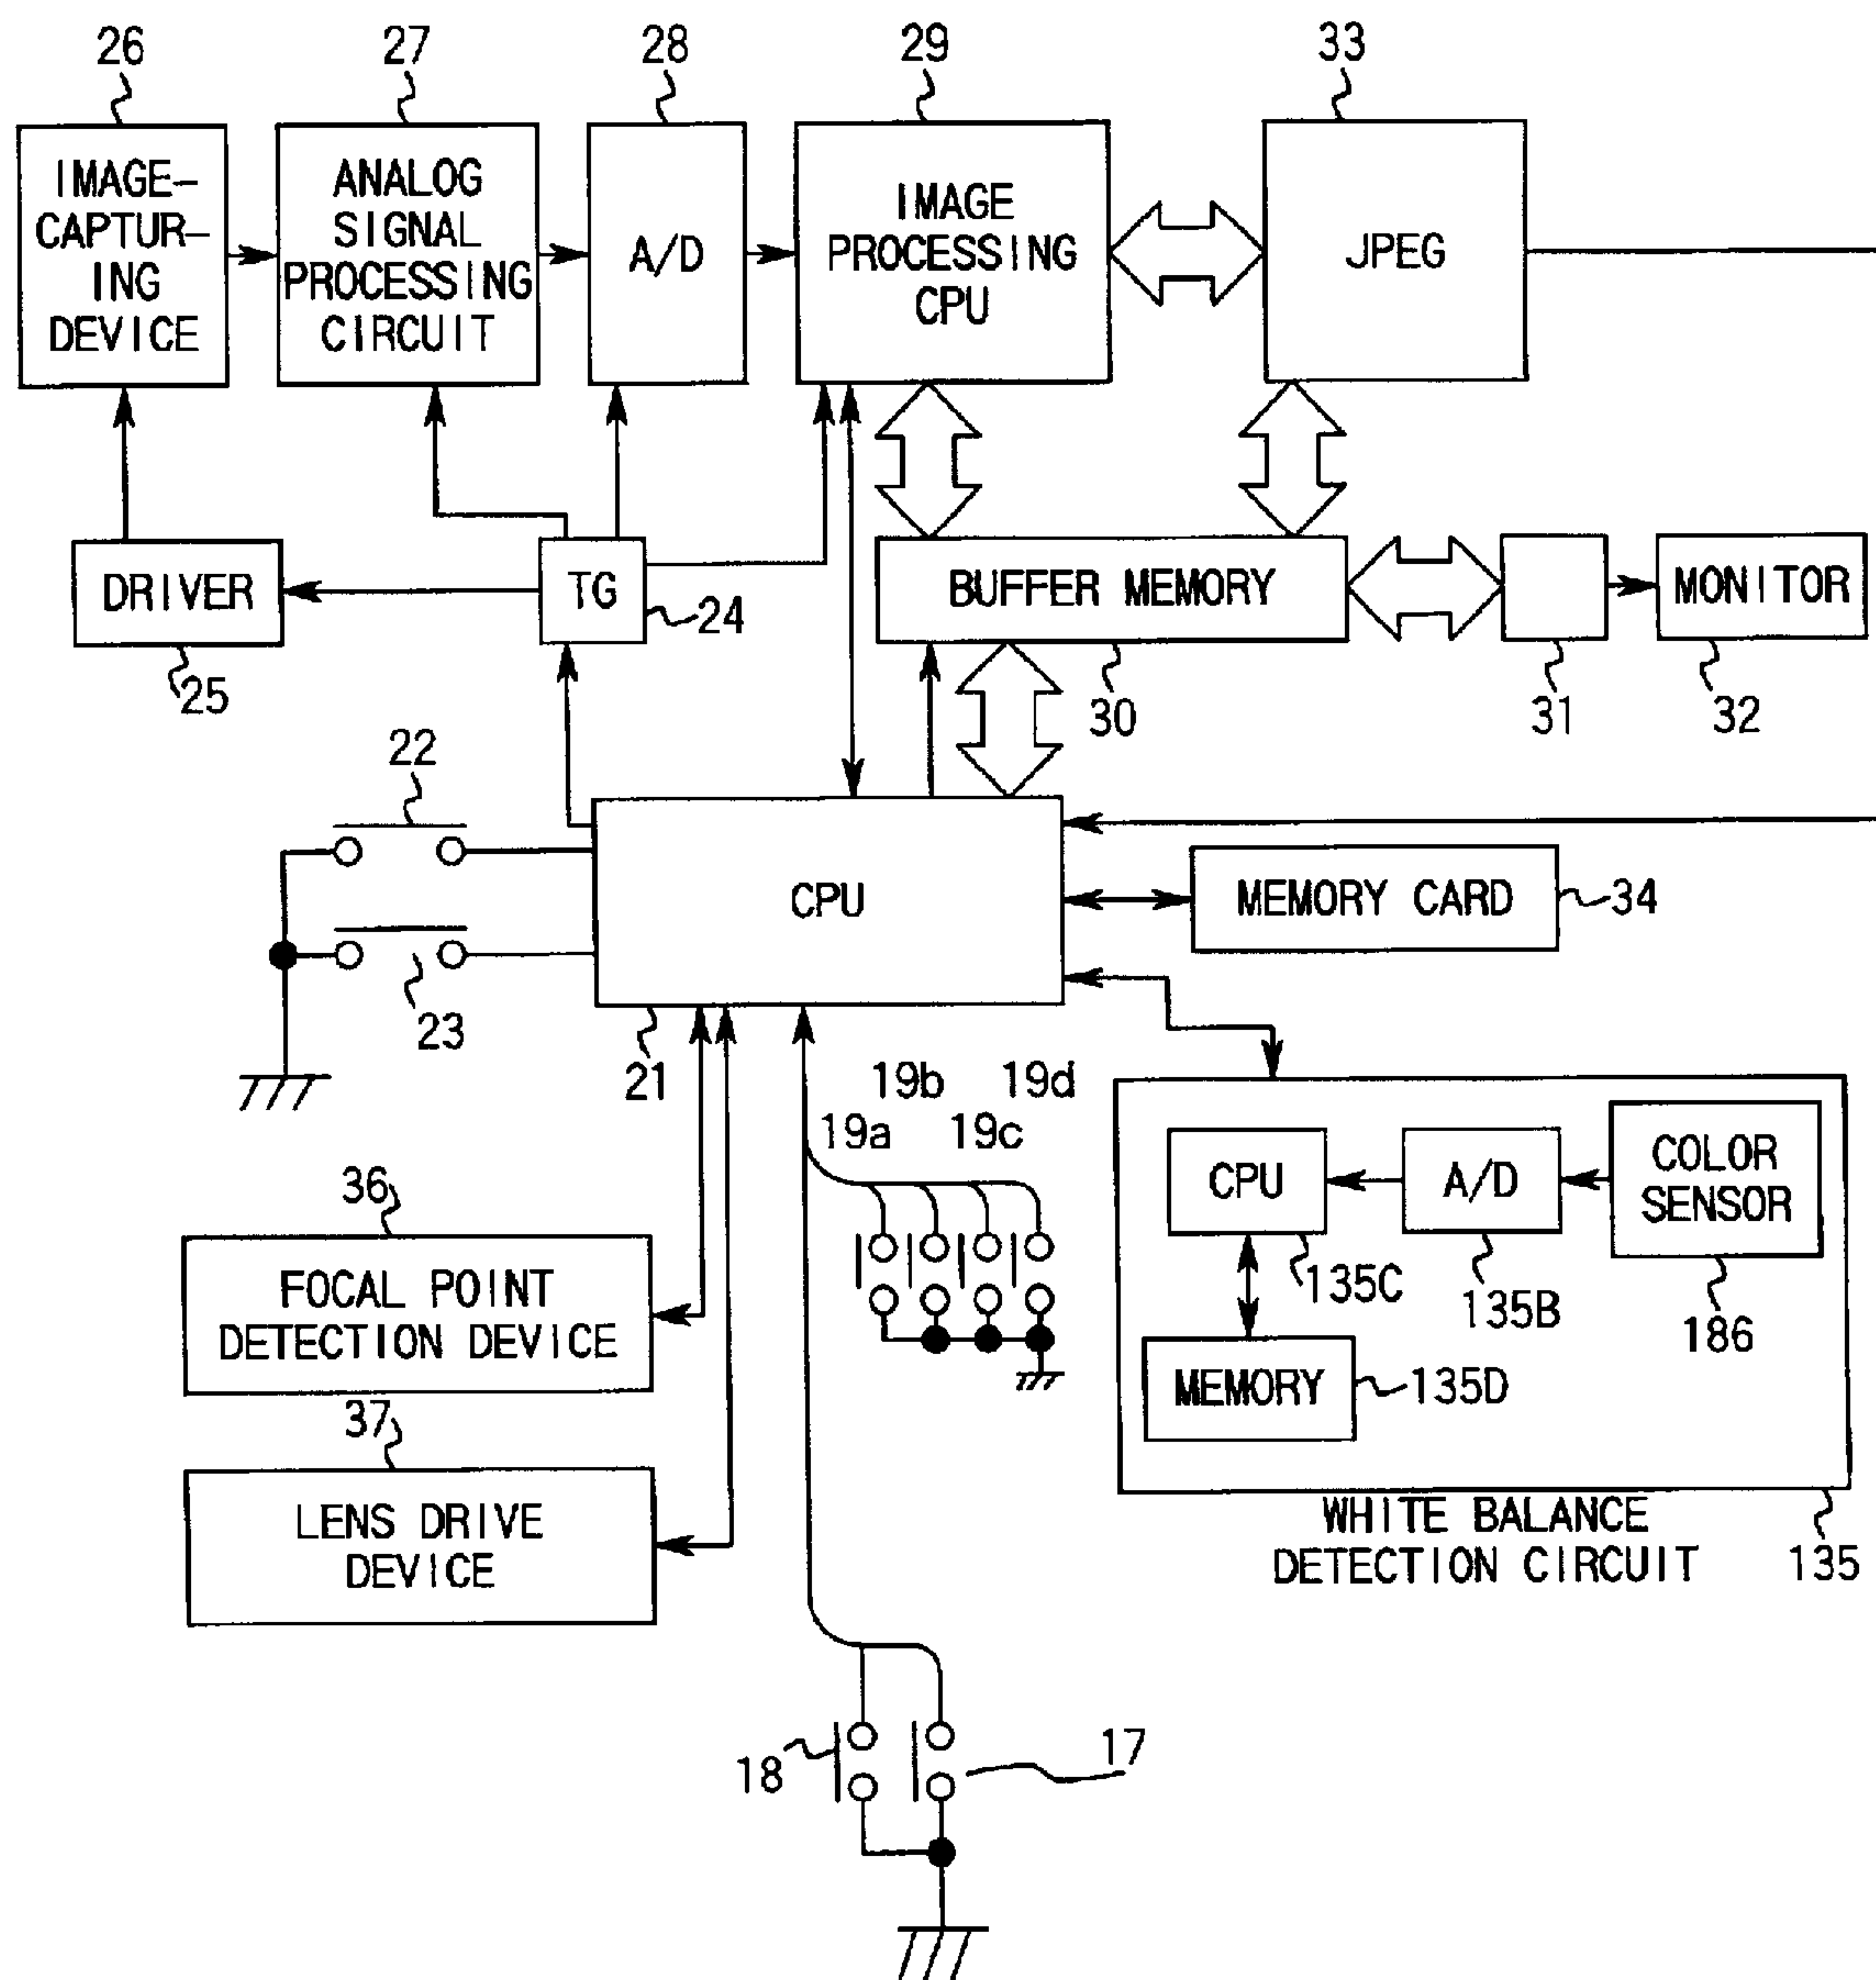 26
27
28
29
33
IMAGE-
CAPTUR-
ING
DEVICE
ANALOG
SIGNAL
PROCESSING
CIRCUIT
A/D
IMAGE
PROCESSING
CPU
JPEG
DRIVER
TG
24
BUFFER MEMORY
MONITOR
25
30
31
32
22
CPU
MEMORY CARD
34
23
21
19b
19d
19a
19c
CPU
A/D
COLOR
SENSOR
36
135C
135B
186
FOCAL POINT
DETECTION DEVICE
MEMORY
135D
37
LENS DRIVE
DEVICE
WHITE BALANCE
DETECTION CIRCUIT
135
18
17